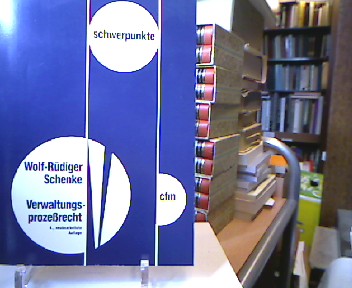 schwerpunkte
Wolf-Rüdiger
Schenke
Verwaltungs-
prozeßrecht
Auflage
cfm